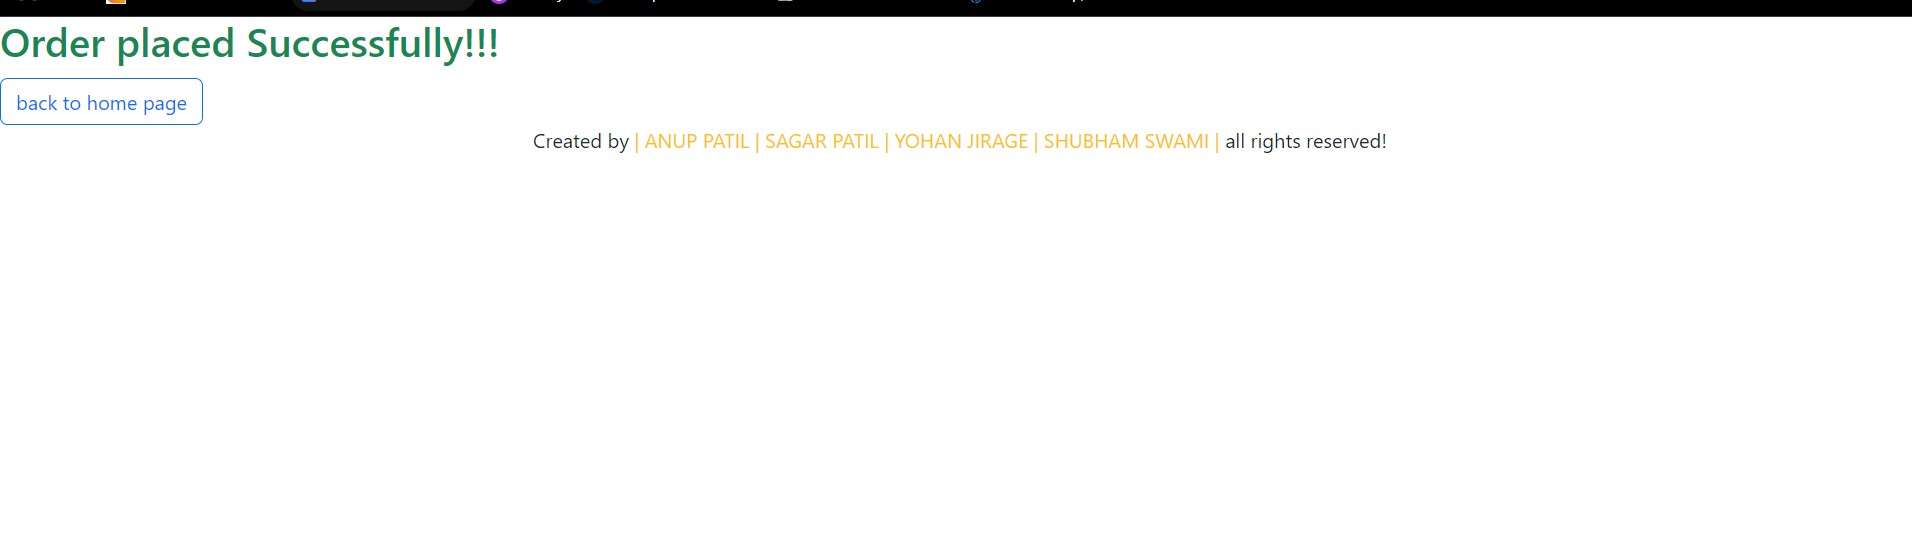 Order placed Successfully!!!
back to home page
Created by | ANUP PATIL | SAGAR PATIL | YOHAN JIRAGE | SHUBHAM SWAMI | all rights reserved!